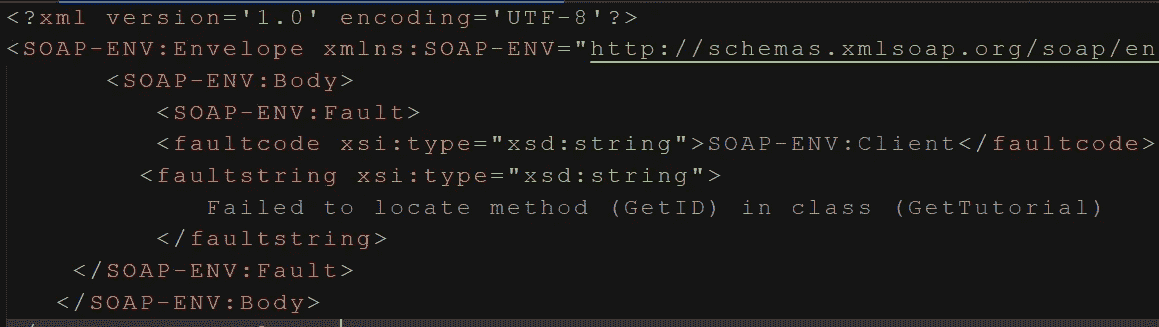 <?xml version='1.0' encoding='UTF-8'?>
<SOAP-ENV:Envelope xmlns:SOAP-ENV="http://schemas.xmlsoap.org/soap/en
<SOAP-ENV:Body>
<SOAP-ENV:Fault>
<faultcode xsi:type="xsd:string">SOAP-ENV:Client</faultcode>
<faultstring xsi:type="xsd:string">
Failed to locate method (GetID) in class (GetTutorial)
</faultstring>
</SOAP-ENV:Fault>
</SOAP-ENV:Body>